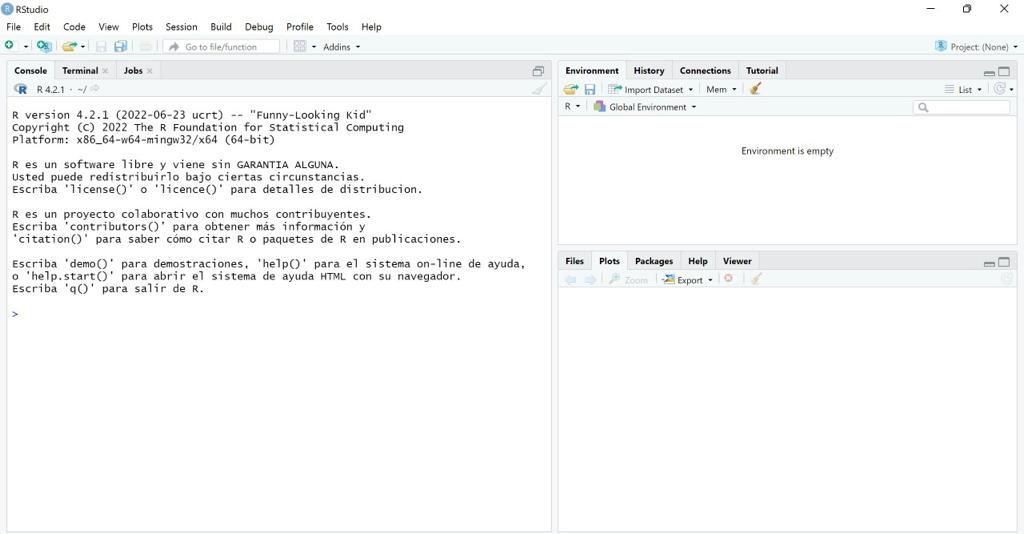 RStudio
File Edit Code View Plots Session Build Debug Profile Tools Help
Go to file/function Addins Project: (None)
Console Terminal Jobs
R 4.2.1 · ~/
R version 4.2.1 (2022-06-23 ucrt) -- "Funny-Looking Kid"
Copyright (C) 2022 The R Foundation for Statistical Computing
Platform: x86_64-w64-mingw32/x64 (64-bit)
R es un software libre y viene sin GARANTIA ALGUNA.
Usted puede redistribuirlo bajo ciertas circunstancias.
Escriba 'license()' o 'licence()' para detalles de distribucion.
R es un proyecto colaborativo con muchos contribuyentes.
Escriba 'contributors()' para obtener más información y
'citation()' para saber cómo citar R o paquetes de R en publicaciones.
Escriba 'demo()' para demostraciones, 'help()' para el sistema on-line de ayuda,
o 'help.start()' para abrir el sistema de ayuda HTML con su navegador.
Escriba 'q()' para salir de R.
>
Environment History Connections Tutorial
Import Dataset Mem List
R Global Environment
Environment is empty
Files Plots Packages Help Viewer
Zoom Export